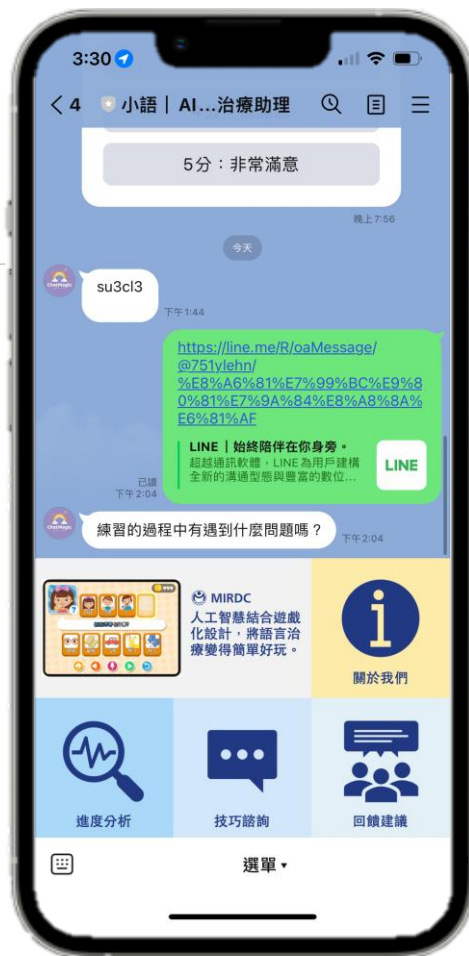 3:30
4 小語｜ AI...治療助理
5分：非常滿意
晚上7:56
今天
su3cl3
下午1:44
https://line.me/R/oaMessage/
@751ylehn/
%E8%A6%81%E7%99%BC%E9%8
0%81%E7%9A%84%E8%A8%8A%
E6%81%AF
LINE｜始終陪伴在你身旁。
超越通訊軟體，LINE 為用戶建構
全新的溝通型態與豐富的數位...
LINE
已讀
下午2:04
練習的過程中有遇到什麼問題嗎？
下午2:04
MIRDC
人工智慧結合遊戲
化設計，將語言治
療變得簡單好玩。
關於我們
進度分析
技巧諮詢
回饋建議
選單